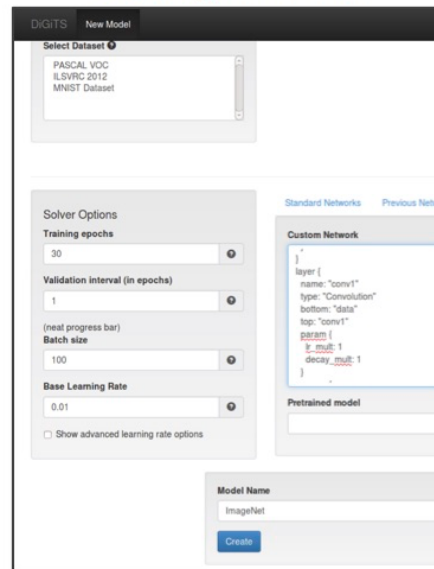 DiGiTS New Model
Select Dataset
PASCAL VOC
ILSVRC 2012
MNIST Dataset
Solver Options
Training epochs
30
Validation interval (in epochs)
1
(neat progress bar)
Batch size
100
Base Learning Rate
0.01
Show advanced learning rate options
Standard Networks Previous Net
Custom Network
}
layer {
name: "conv1"
type: "Convolution"
bottom: "data"
top: "conv1"
param {
lr_mult: 1
decay_mult: 1
}
Pretrained model
Model Name
ImageNet
Create